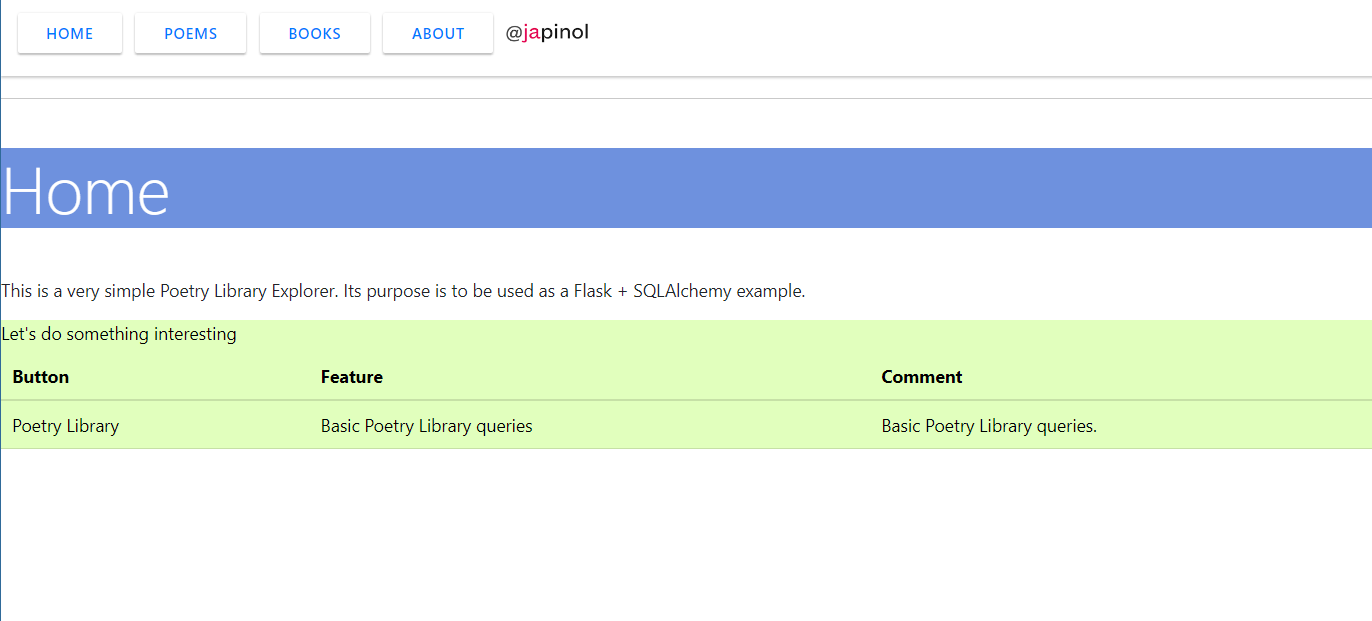 HOME POEMS BOOKS ABOUT @japinol
Home
This is a very simple Poetry Library Explorer. Its purpose is to be used as a Flask + SQLAlchemy example.
Let's do something interesting
Button Feature Comment
Poetry Library Basic Poetry Library queries Basic Poetry Library queries.